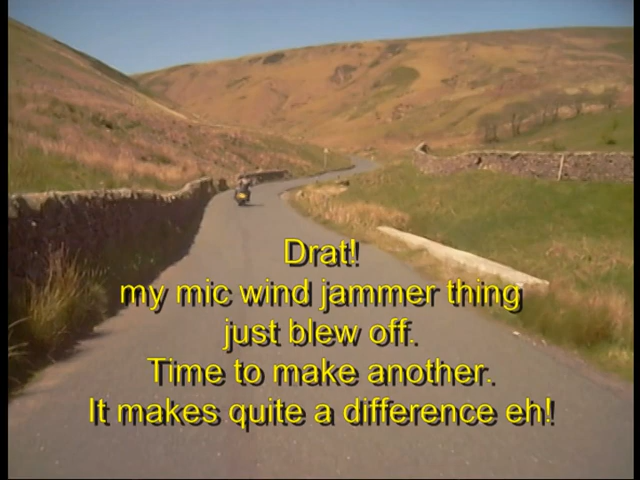 Drat!
my mic wind jammer thing
just blew off.
Time to make another.
It makes quite a difference eh!